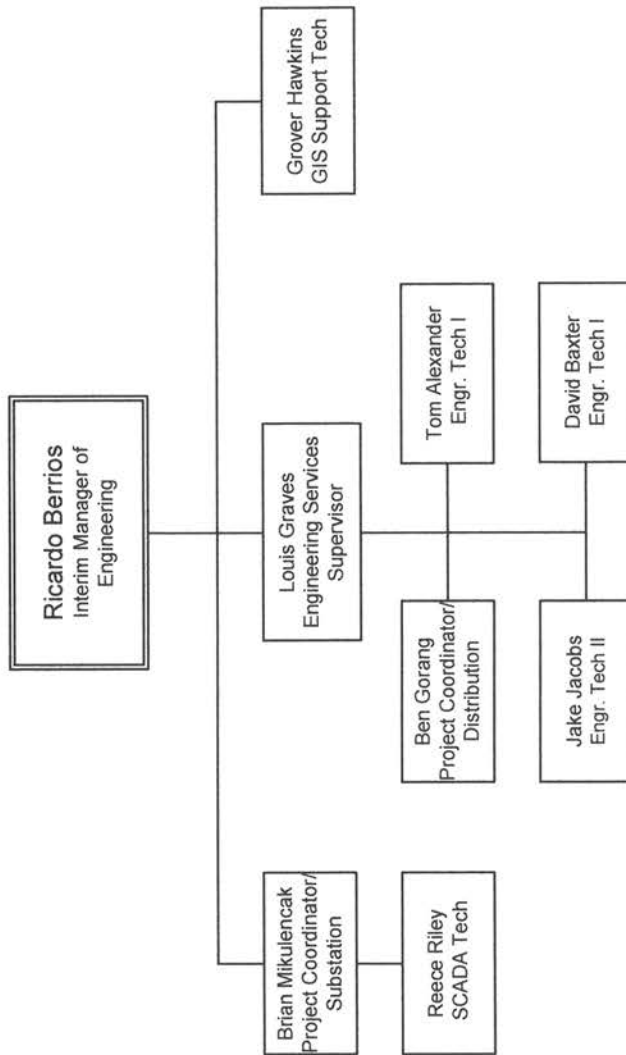 Ricardo Berrios
Interim Manager of
Engineering
Brian Mikulencak
Project Coordinator/
Substation
Louis Graves
Engineering Services
Supervisor
Grover Hawkins
GIS Support Tech
Reece Riley
SCADA Tech
Ben Gorang
Project Coordinator/
Distribution
Tom Alexander
Engr. Tech I
Jake Jacobs
Engr. Tech II
David Baxter
Engr. Tech I